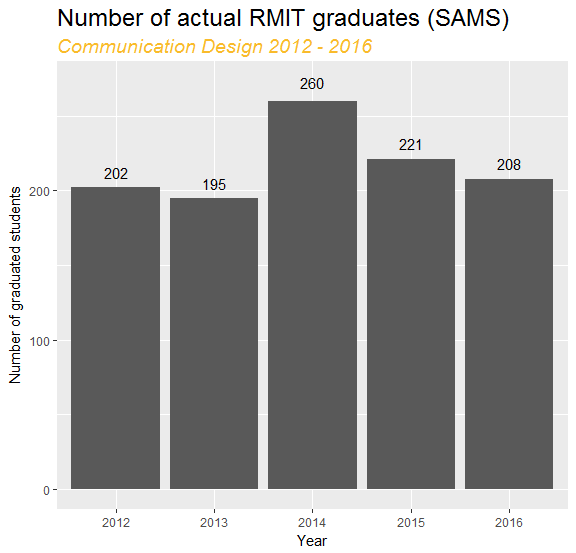 Number of actual RMIT graduates (SAMS)
Communication Design 2012 - 2016
260
221
208
202
195
200
100
0
Number of graduated students
2012 2013 2014 2015 2016
Year